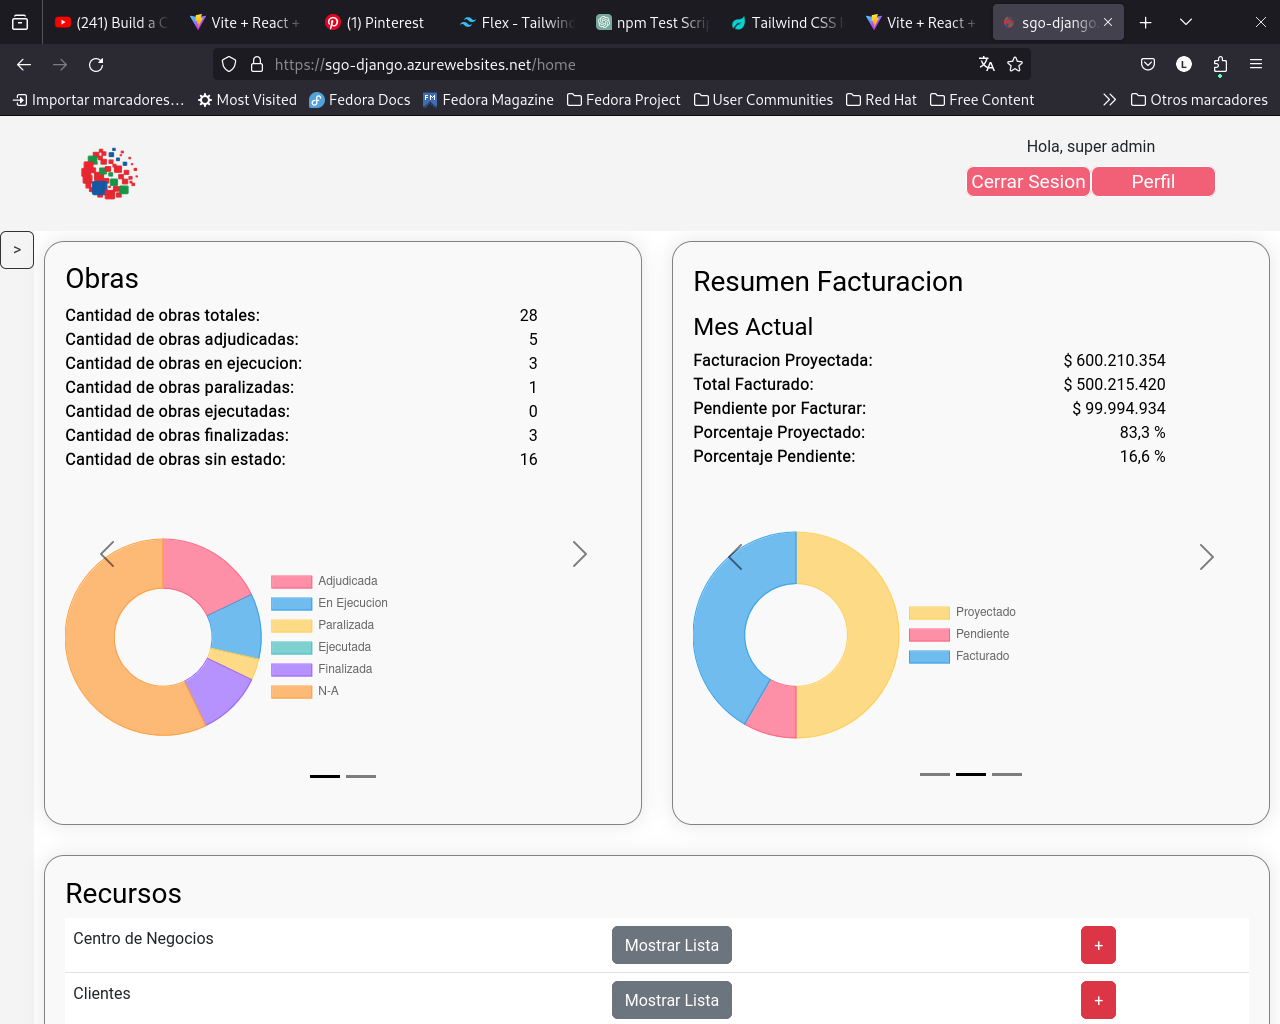 (241) Build a C
Vite + React +
(1) Pinterest
Flex - Tailwind
npm Test Scrip
Tailwind CSS
Vite + React +
sgo-django.
https://sgo-django.azurewebsites.net/home
L
Importar marcadores...
Most Visited
Fedora Docs
FM
Fedora Magazine
Fedora Project
User Communities
Red Hat
Free Content
Otros marcadores
Hola, super admin
Cerrar Sesion
Perfil
>
Obras
Cantidad de obras totales: 28
Cantidad de obras adjudicadas: 5
Cantidad de obras en ejecucion: 3
Cantidad de obras paralizadas: 1
Cantidad de obras ejecutadas: 0
Cantidad de obras finalizadas: 3
Cantidad de obras sin estado: 16
Adjudicada
En Ejecucion
Paralizada
Ejecutada
Finalizada
N-A
Resumen Facturacion
Mes Actual
Facturacion Proyectada: $ 600.210.354
Total Facturado: $ 500.215.420
Pendiente por Facturar: $ 99.994.934
Porcentaje Proyectado: 83,3 %
Porcentaje Pendiente: 16,6 %
Proyectado
Pendiente
Facturado
Recursos
Centro de Negocios Mostrar Lista +
Clientes Mostrar Lista +